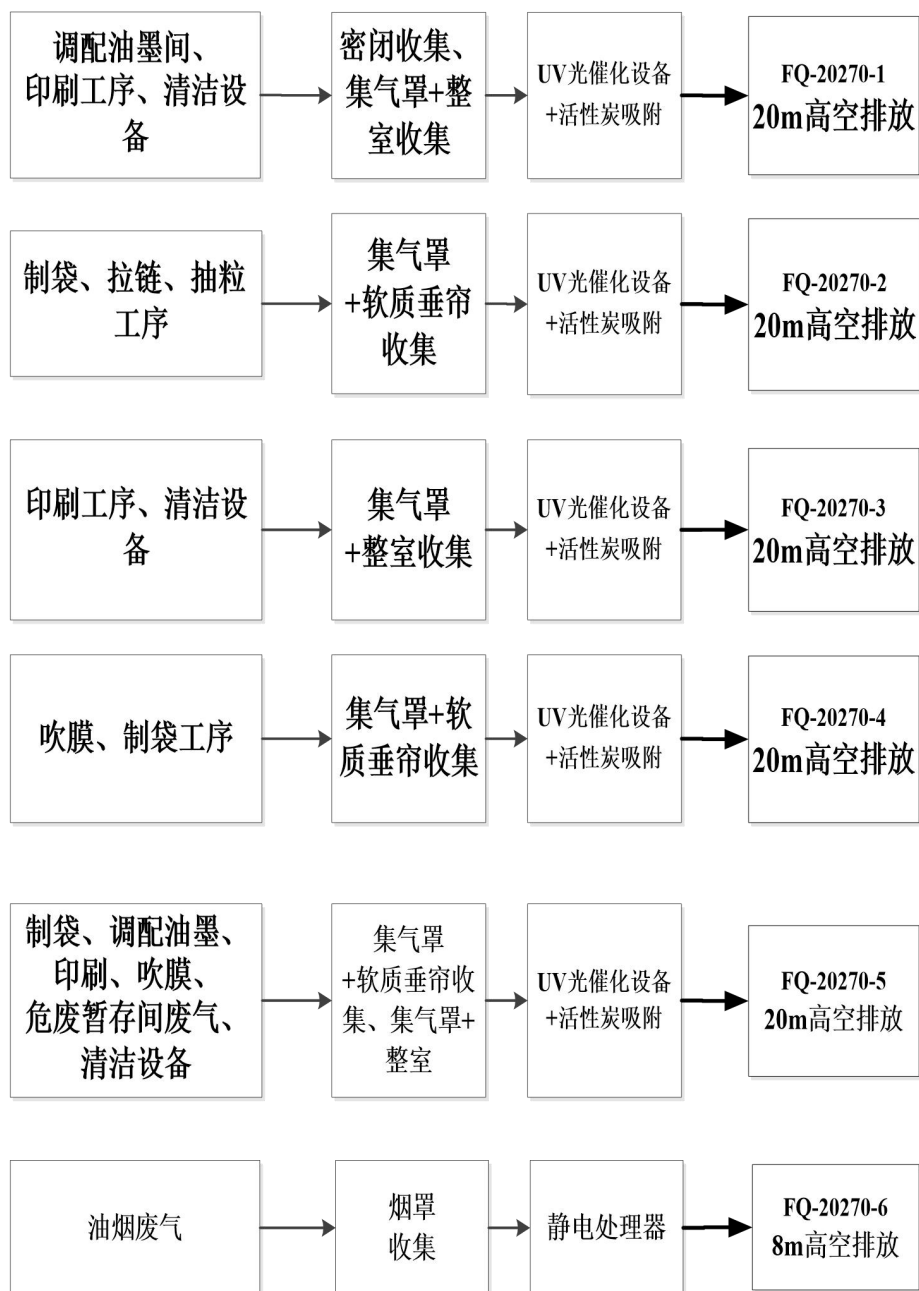 调配油墨间、
印刷工序、清洁设
备
密闭收集、
集气罩+整
室收集
UV光催化设备
+活性炭吸附
FQ-20270-1
20m高空排放
制袋、拉链、抽粒
工序
集气罩
+软质垂帘
收集
UV光催化设备
+活性炭吸附
FQ-20270-2
20m高空排放
印刷工序、清洁设
备
集气罩
+整室收集
UV光催化设备
+活性炭吸附
FQ-20270-3
20m高空排放
吹膜、制袋工序
集气罩+软
质垂帘收集
UV光催化设备
+活性炭吸附
FQ-20270-4
20m高空排放
制袋、调配油墨、
印刷、吹膜、
危废暂存间废气、
清洁设备
集气罩
+软质垂帘收
集、集气罩+
整室
UV光催化设备
+活性炭吸附
FQ-20270-5
20m高空排放
油烟废气
烟罩
收集
静电处理器
FQ-20270-6
8m高空排放